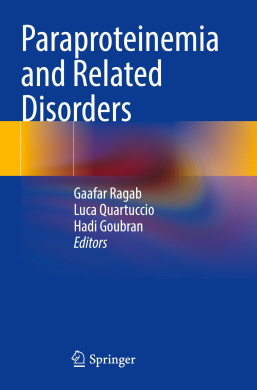 Paraproteinemia
and Related
Disorders
Gaafar Ragab
Luca Quartuccio
Hadi Goubran
Editors
Springer